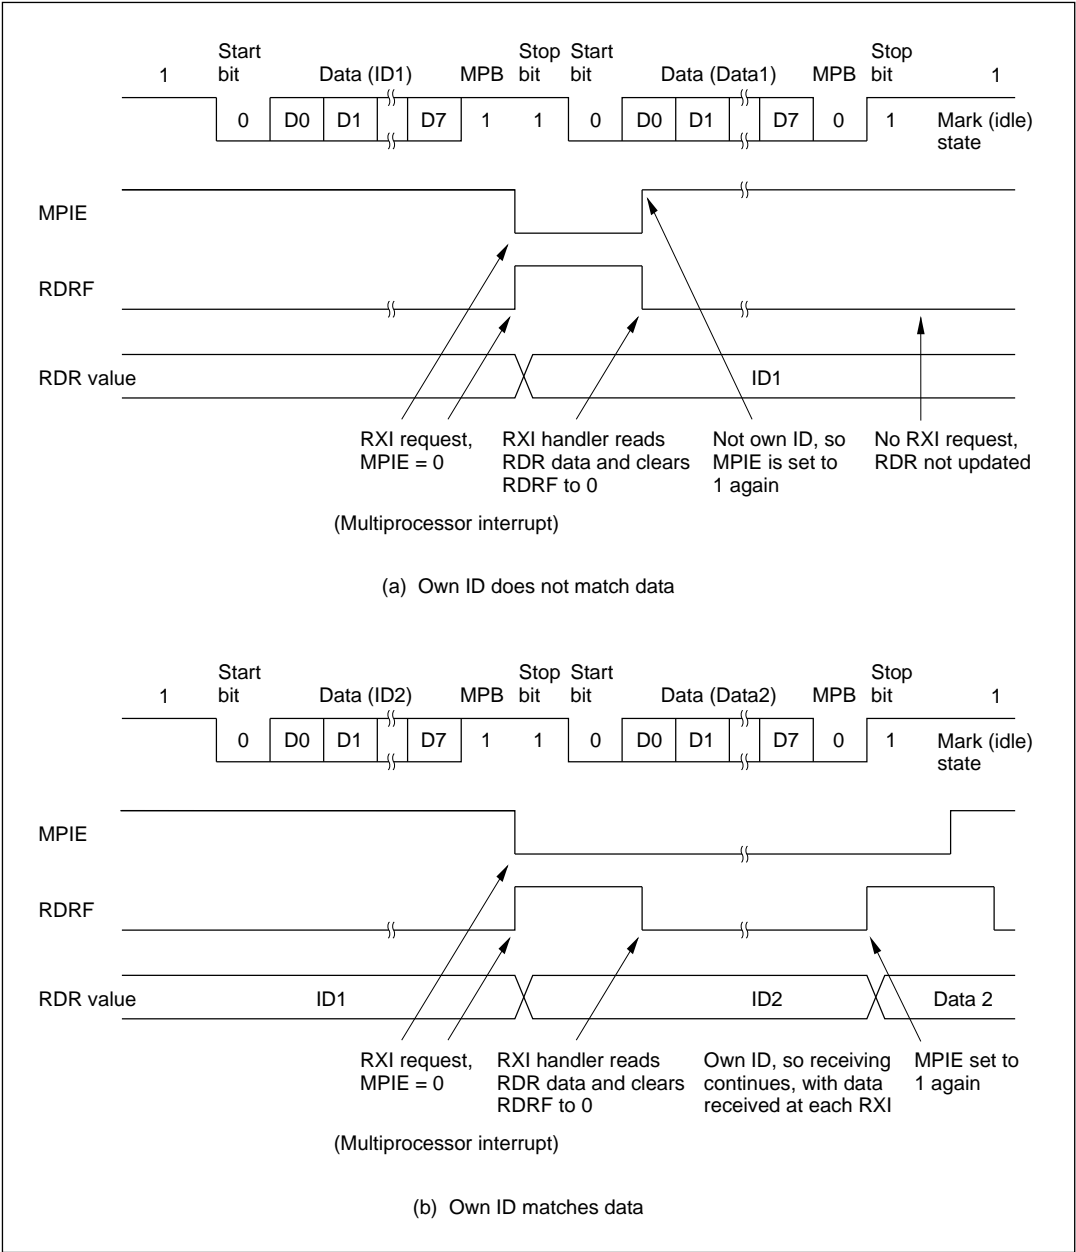 Start Stop Start Stop
1 bit Data (ID1) MPB bit bit Data (Data1) MPB bit 1
0 D0 D1 D7 1 1 0 D0 D1 D7 0 1 Mark (idle)
state
MPIE
RDRF
RDR value ID1
RXI request,
MPIE = 0
RXI handler reads
RDR data and clears
RDRF to 0
Not own ID, so
MPIE is set to
1 again
No RXI request,
RDR not updated
(Multiprocessor interrupt)
(a) Own ID does not match data
Start Stop Start Stop
1 bit Data (ID2) MPB bit bit Data (Data2) MPB bit 1
0 D0 D1 D7 1 1 0 D0 D1 D7 0 1 Mark (idle)
state
MPIE
RDRF
RDR value ID1 ID2 Data 2
RXI request,
MPIE = 0
RXI handler reads
RDR data and clears
RDRF to 0
Own ID, so receiving
continues, with data
received at each RXI
MPIE set to
1 again
(Multiprocessor interrupt)
(b) Own ID matches data